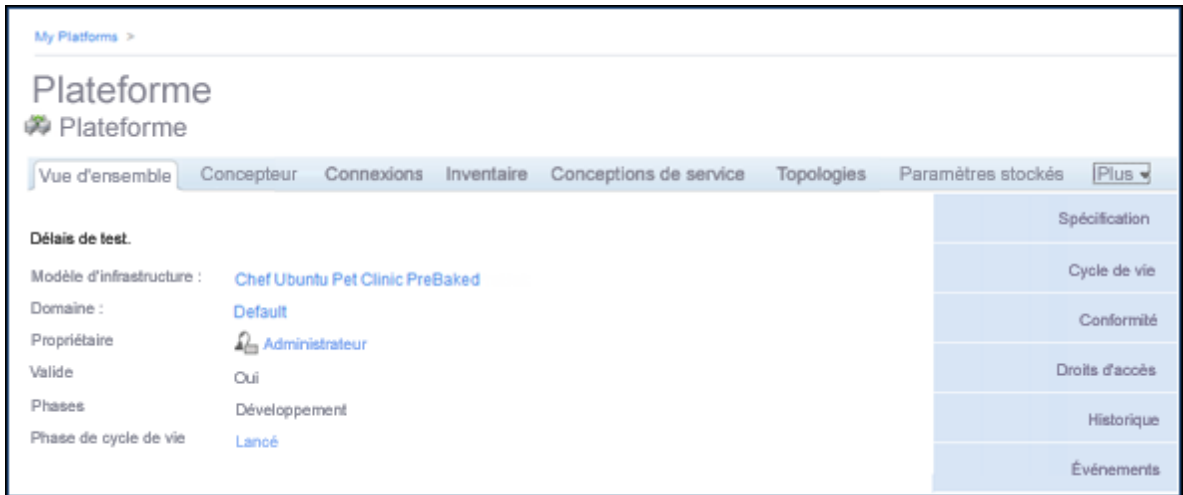 My Platforms >
Plateforme
Plateforme
Vue d'ensemble Concepteur Connexions Inventaire Conceptions de service Topologies Paramètres stockés Plus
Spécification
Cycle de vie
Conformité
Droits d'accès
Historique
Événements
Délais de test.
Modèle d'infrastructure : Chef Ubuntu Pet Clinic PreBaked
Domaine : Default
Propriétaire Administrateur
Valide Oui
Phases Développement
Phase de cycle de vie Lancé